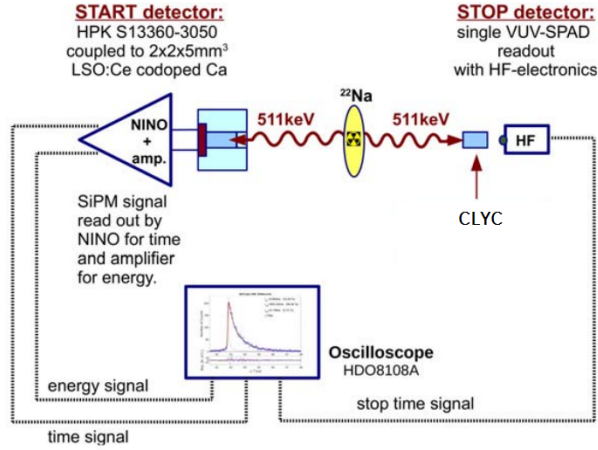 START detector:
HPK S13360-3050
coupled to 2x2x5mm³
LSO:Ce codoped Ca
STOP detector:
single VUV-SPAD
readout
with HF-electronics
²²Na
511keV
511keV
NINO
+
amp.
HF
CLYC
SiPM signal
read out by
NINO for time
and amplifier
for energy.
Oscilloscope
HDO8108A
energy signal
stop time signal
time signal